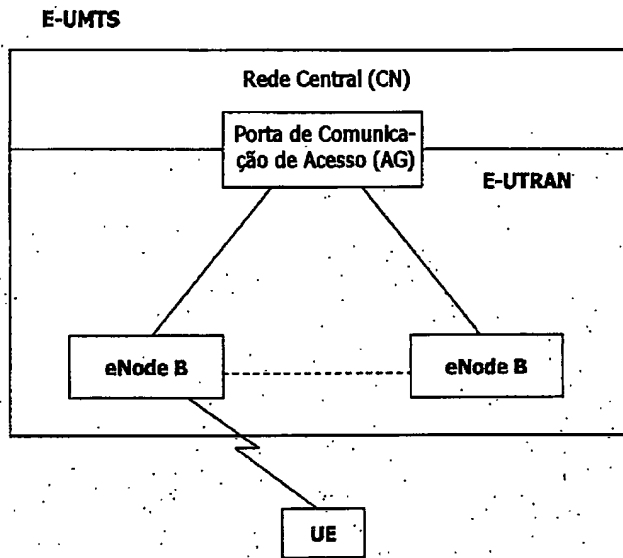 E-UMTS
Rede Central (CN)
Porta de Comunica-
ção de Acesso (AG)
E-UTRAN
eNode B
eNode B
UE